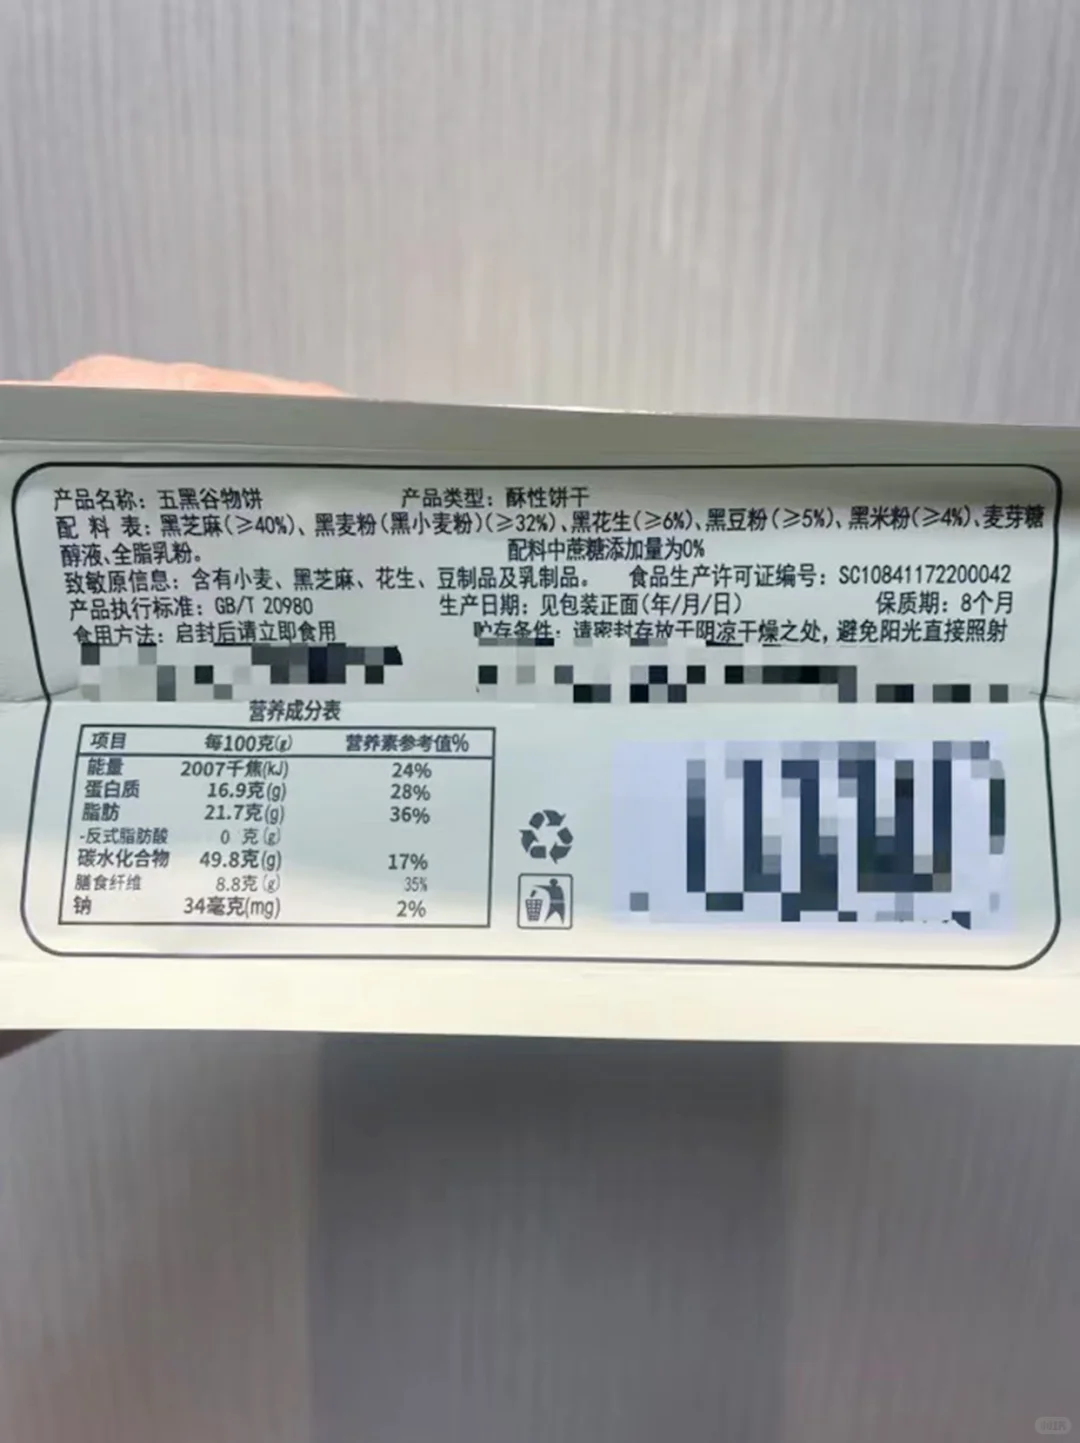 产品名称：五黑谷物饼 产品类型：酥性饼干
配 料 表：黑芝麻(≥40%)、黑麦粉(黑小麦粉)(≥32%)、黑花生(≥6%)、黑豆粉(≥5%)、黑米粉(≥4%)、麦芽糖
醇液、全脂乳粉。 配料中蔗糖添加量为0%
致敏原信息：含有小麦、黑芝麻、花生、豆制品及乳制品。 食品生产许可证编号：SC10841172200042
产品执行标准：GB/T 20980 生产日期：见包装正面(年/月/日) 保质期：8个月
食用方法：启封后请立即食用 贮存条件：请密封存放于阴凉干燥之处，避免阳光直接照射
营养成分表
项目 每100克(g) 营养素参考值%
能量 2007千焦(kJ) 24%
蛋白质 16.9克(g) 28%
脂肪 21.7克(g) 36%
-反式脂肪酸 0 克(g)
碳水化合物 49.8克(g) 17%
膳食纤维 8.8克(g) 35%
钠 34毫克(mg) 2%